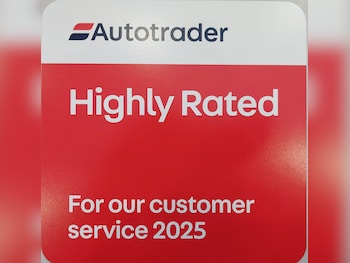 Autotrader
Highly Rated
For our customer
service 2025